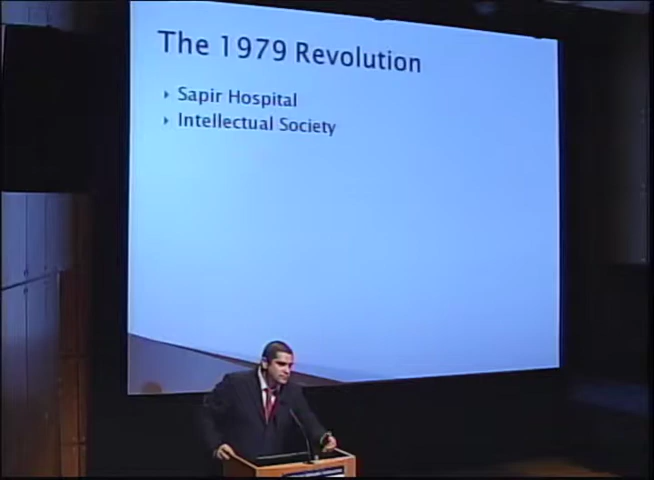 The 1979 Revolution
Sapir Hospital
Intellectual Society